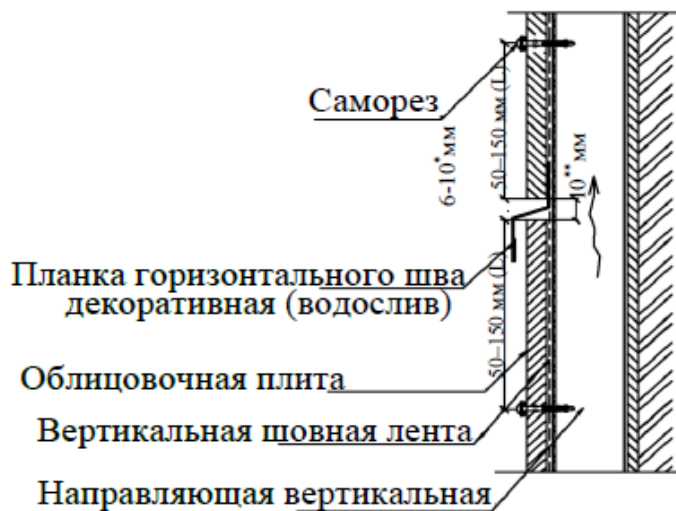 Саморез
50–150 мм (L)
6-10*мм
10**мм
Планка горизонтального шва
декоративная (водослив)
50–150 мм (L)
Облицовочная плита
Вертикальная шовная лента
Направляющая вертикальная